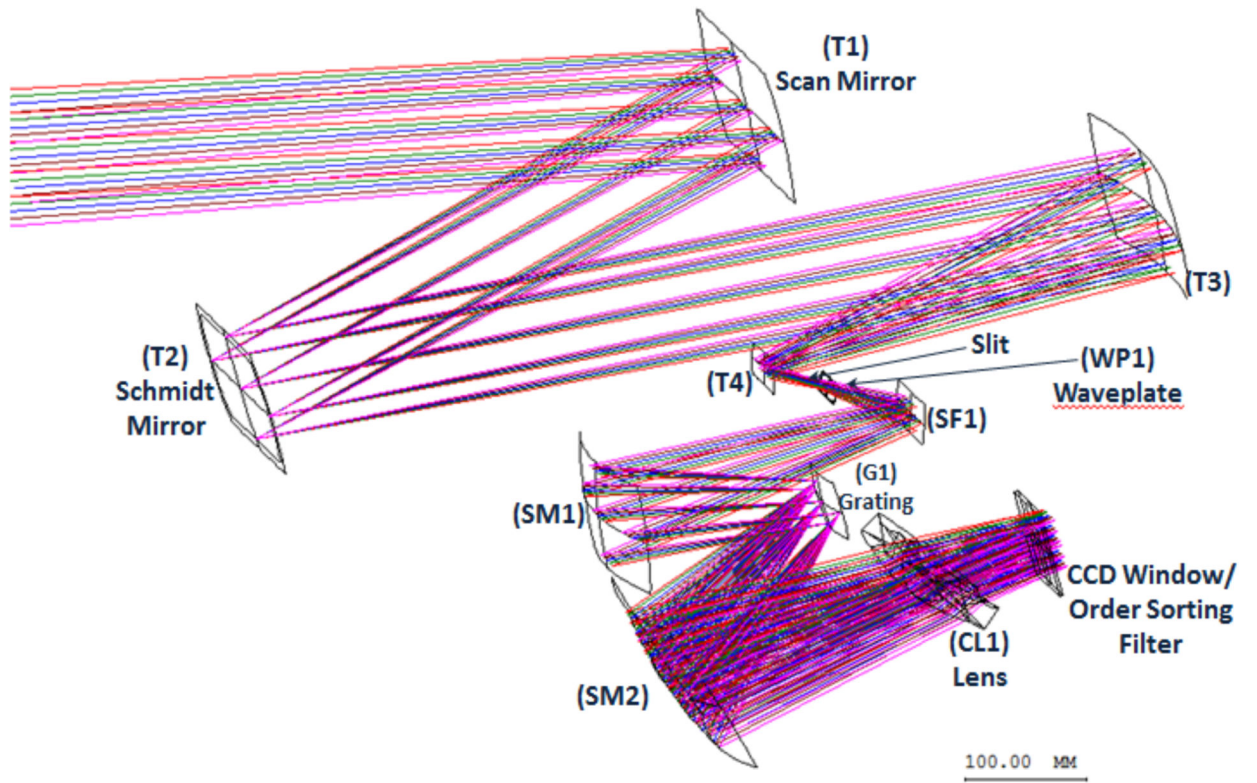 (T1)
Scan Mirror
(T3)
(T2)
Schmidt
Mirror
Slit
(T4)
(WP1)
Waveplate
(SF1)
(G1)
Grating
(SM1)
CCD Window/
Order Sorting
Filter
(CL1)
Lens
(SM2)
100.00 MM